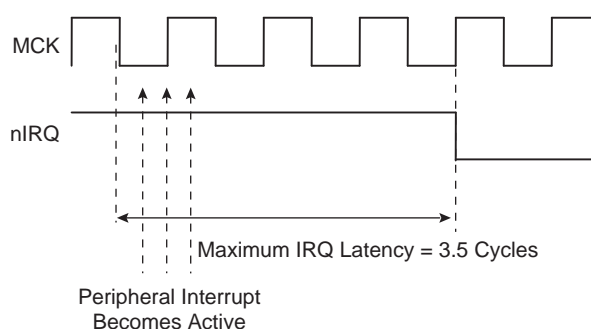 MCK
nIRQ
Maximum IRQ Latency = 3.5 Cycles
Peripheral Interrupt
Becomes Active